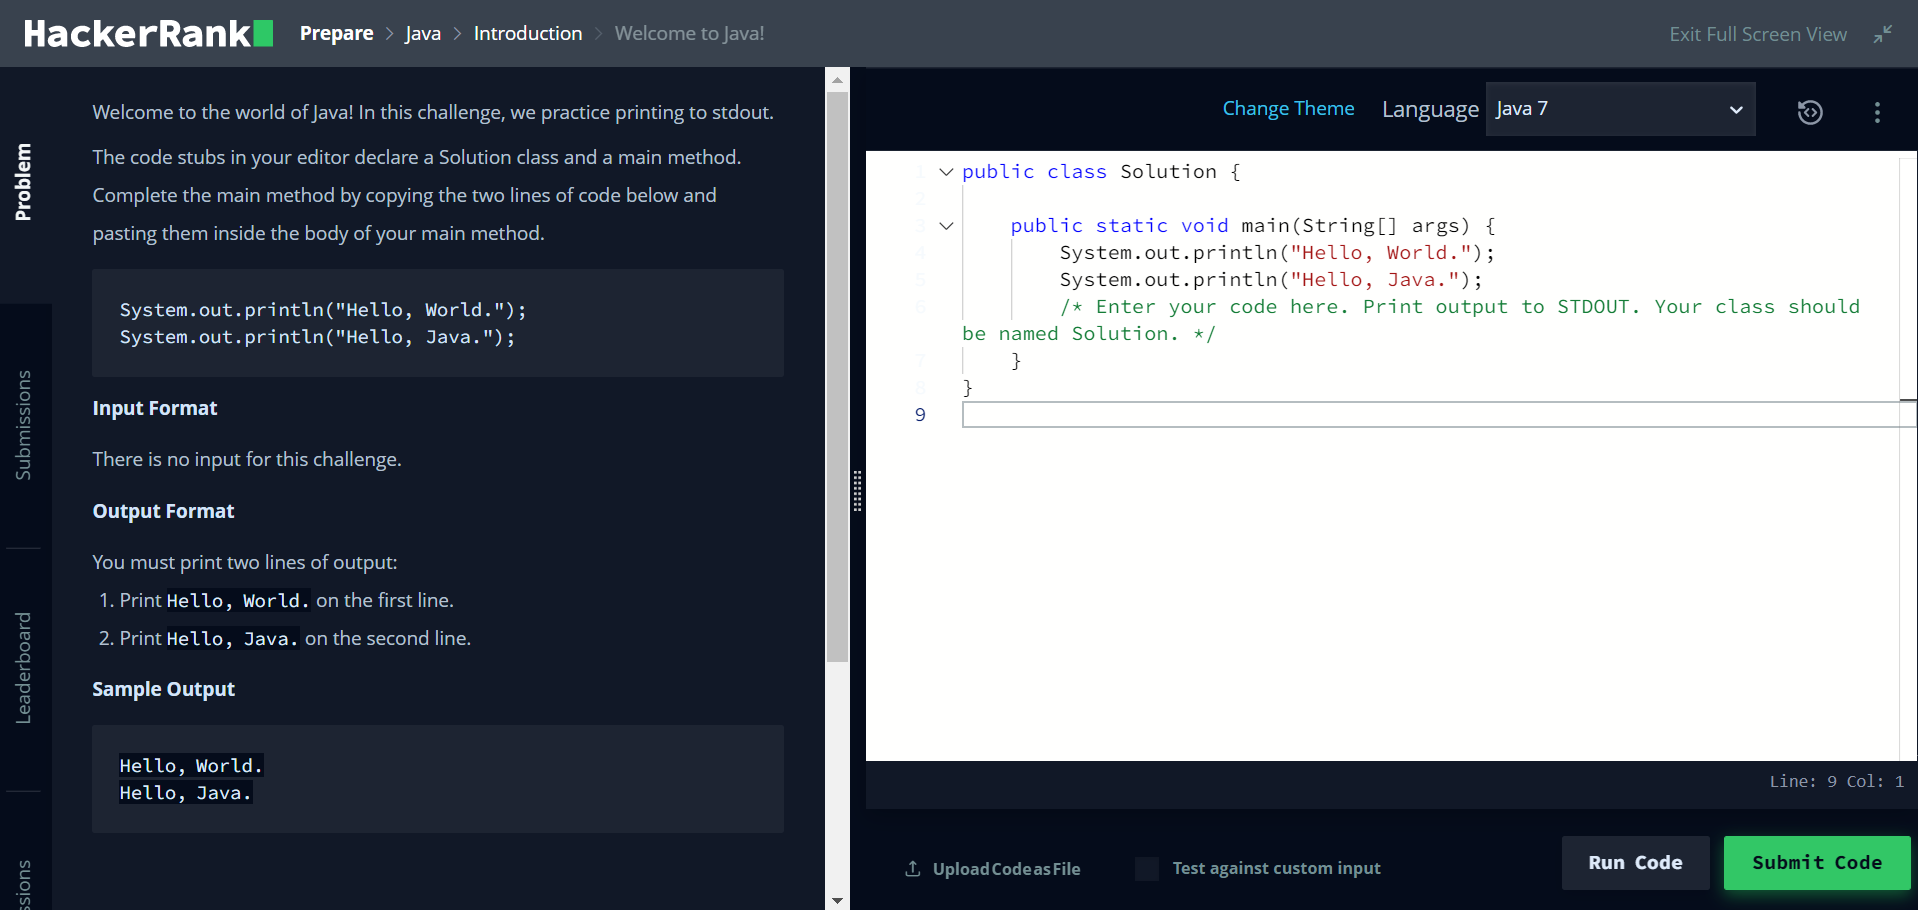 HackerRank
Prepare > Java > Introduction > Welcome to Java!
Exit Full Screen View
Problem
Submissions
Leaderboard
ssions
Welcome to the world of Java! In this challenge, we practice printing to stdout.
The code stubs in your editor declare a Solution class and a main method.
Complete the main method by copying the two lines of code below and
pasting them inside the body of your main method.
System.out.println("Hello, World.");
System.out.println("Hello, Java.");
Input Format
There is no input for this challenge.
Output Format
You must print two lines of output:
1. Print Hello, World. on the first line.
2. Print Hello, Java. on the second line.
Sample Output
Hello, World.
Hello, Java.
Change Theme Language Java 7
1 public class Solution {
2
3 public static void main(String[] args) {
4 System.out.println("Hello, World.");
5 System.out.println("Hello, Java.");
6 /* Enter your code here. Print output to STDOUT. Your class should
be named Solution. */
7 }
8 }
9
Line: 9 Col: 1
Upload Code as File
Test against custom input
Run Code
Submit Code